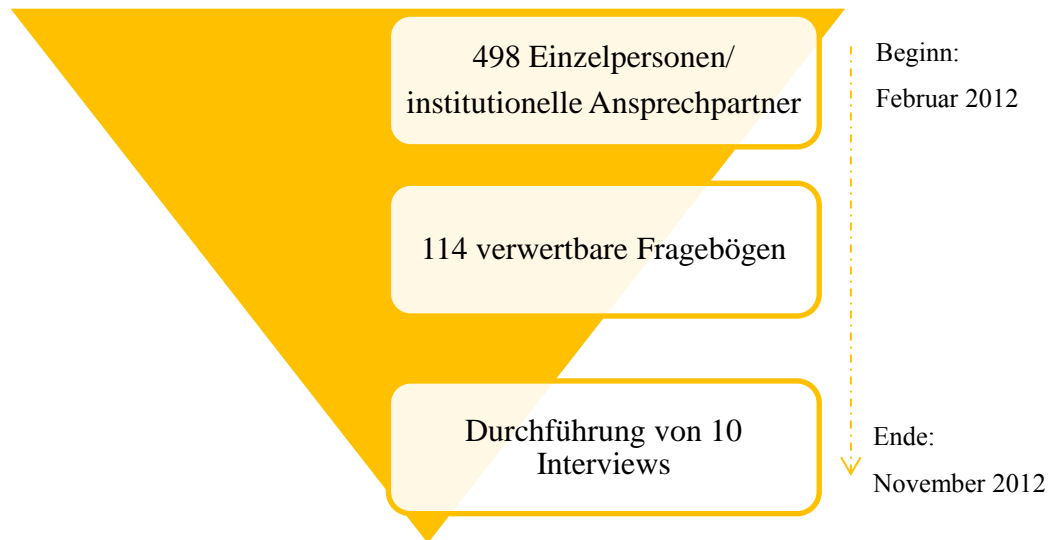 498 Einzelpersonen/
institutionelle Ansprechpartner
Beginn:
Februar 2012
114 verwertbare Fragebögen
Durchführung von 10
Interviews
Ende:
November 2012